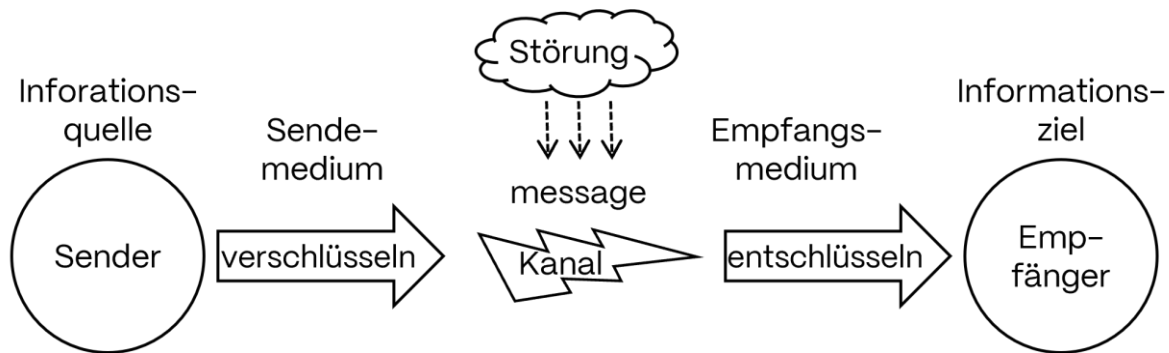 Störung
Inforations-
quelle
Sender
Sende-
medium
verschlüsseln
message
Kanal
Empfangs-
medium
entschlüsseln
Informations-
ziel
Emp-
fänger